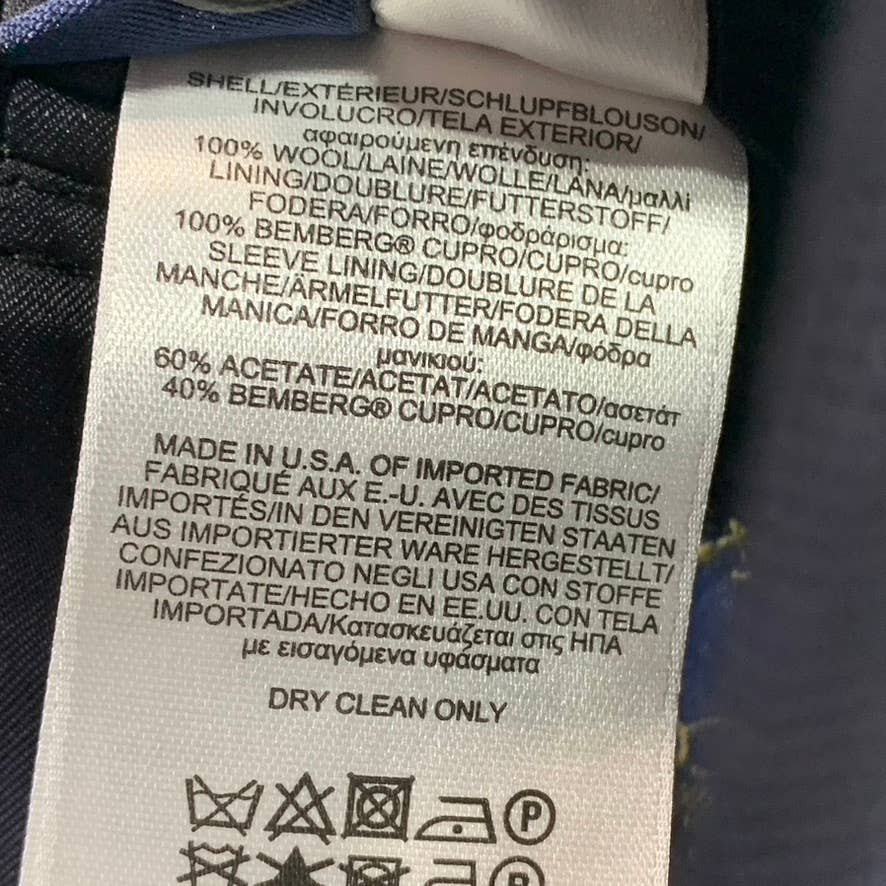 SHELL/EXTÉRIEUR/SCHLUPFBLOUSON/
INVOLUCRO/TELA EXTERIOR/
αφαιρούμενη επένδυση:
100% WOOL/LAINE/WOLLE/LANA/μαλλί
LINING/DOUBLURE/FUTTERSTOFF/
FODERA/FORRO/φοδράρισμα:
100% BEMBERG® CUPRO/CUPRO/cupro
SLEEVE LINING/DOUBLURE DE LA
MANCHE/ÄRMELFUTTER/FODERA DELLA
MANICA/FORRO DE MANGA/φόδρα
μανικιού:
60% ACETATE/ACETAT/ACETATO/ασετάτ
40% BEMBERG® CUPRO/CUPRO/cupro
MADE IN U.S.A. OF IMPORTED FABRIC/
FABRIQUÉ AUX E.-U. AVEC DES TISSUS
IMPORTÉS/IN DEN VEREINIGTEN STAATEN
AUS IMPORTIERTER WARE HERGESTELLT/
CONFEZIONATO NEGLI USA CON STOFFE
IMPORTATE/HECHO EN EE.UU. CON TELA
IMPORTADA/Κατασκευάζεται στις ΗΠΑ
με εισαγόμενα υφάσματα
DRY CLEAN ONLY
P